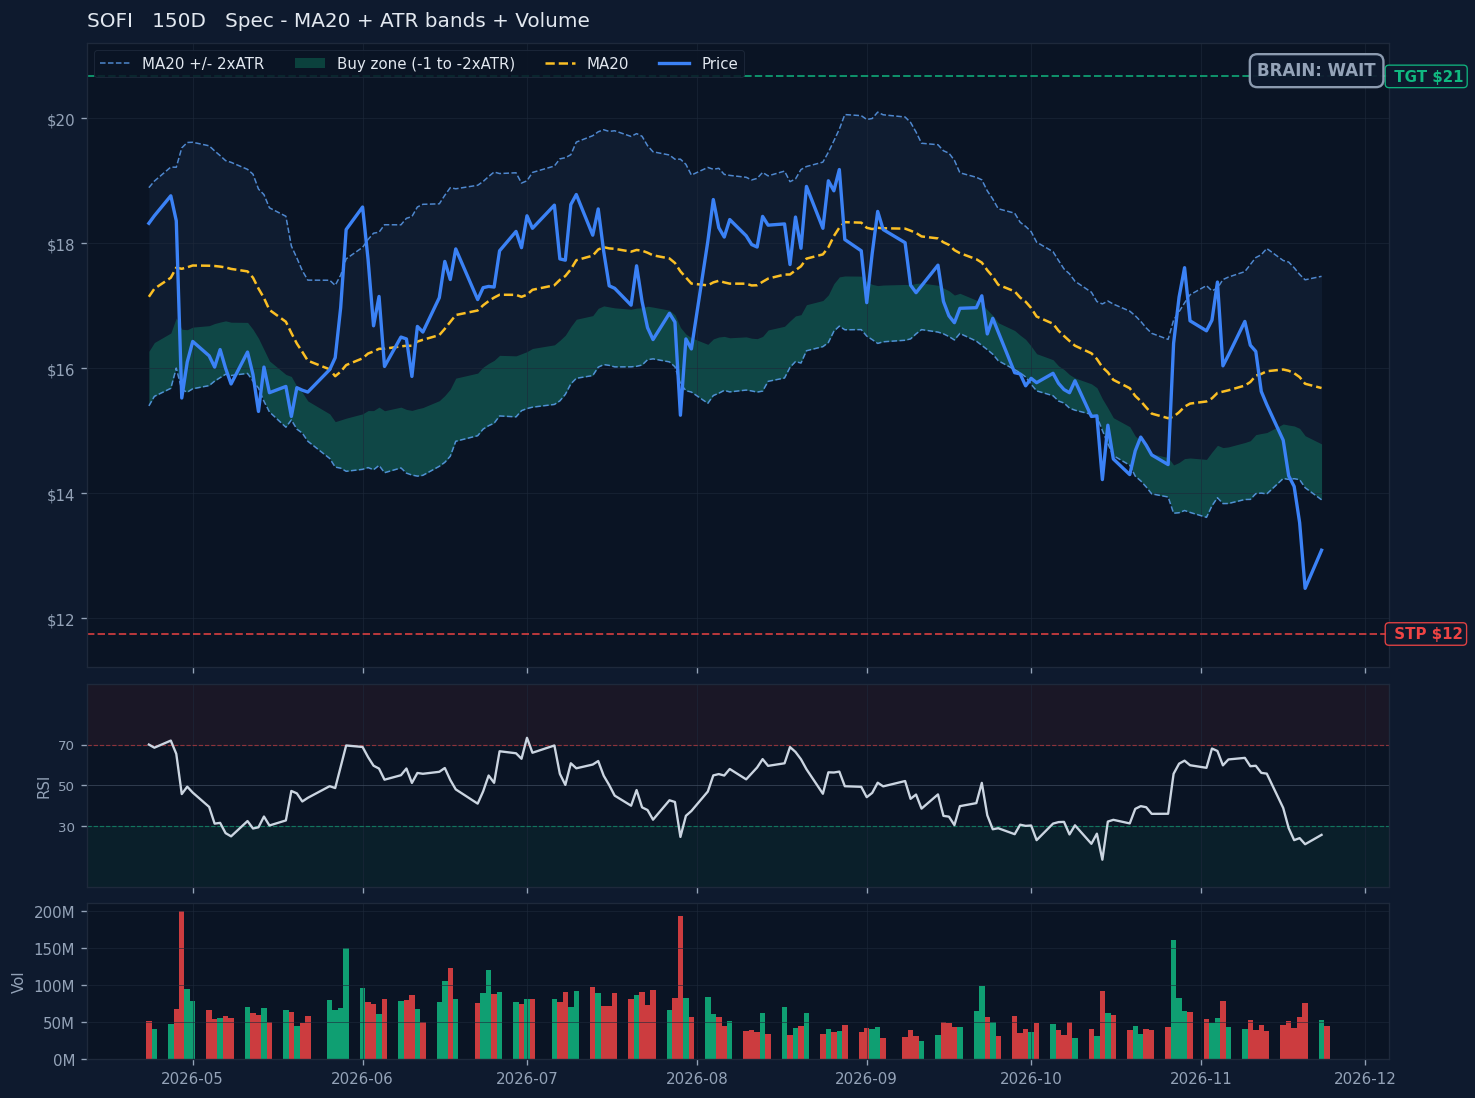 SOFI 150D Spec - MA20 + ATR bands + Volume
MA20 +/- 2xATR Buy zone (-1 to -2xATR) MA20 Price
BRAIN: WAIT
TGT $21
$20
$18
$16
$14
$12
STP $12
RSI
70
50
30
Vol
200M
150M
100M
50M
0M
2026-05 2026-06 2026-07 2026-08 2026-09 2026-10 2026-11 2026-12